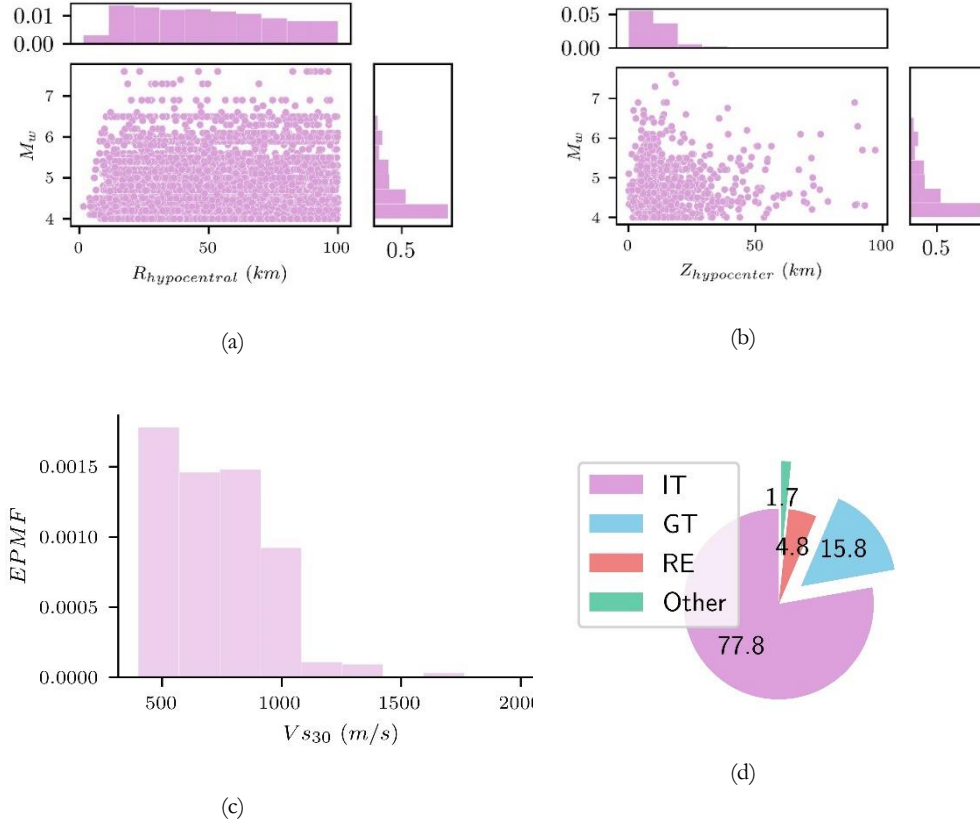 0.01
0.00
7
6
5
4
M_w
0
50
100
R_hypocentral (km)
0.5
(a)
0.05
0.00
7
6
5
4
M_w
0
50
100
Z_hypocenter (km)
0.5
(b)
0.0015
0.0010
0.0005
0.0000
EPMF
500
1000
1500
2000
Vs_30 (m/s)
(c)
IT
GT
RE
Other
1.7
4.8
15.8
77.8
(d)